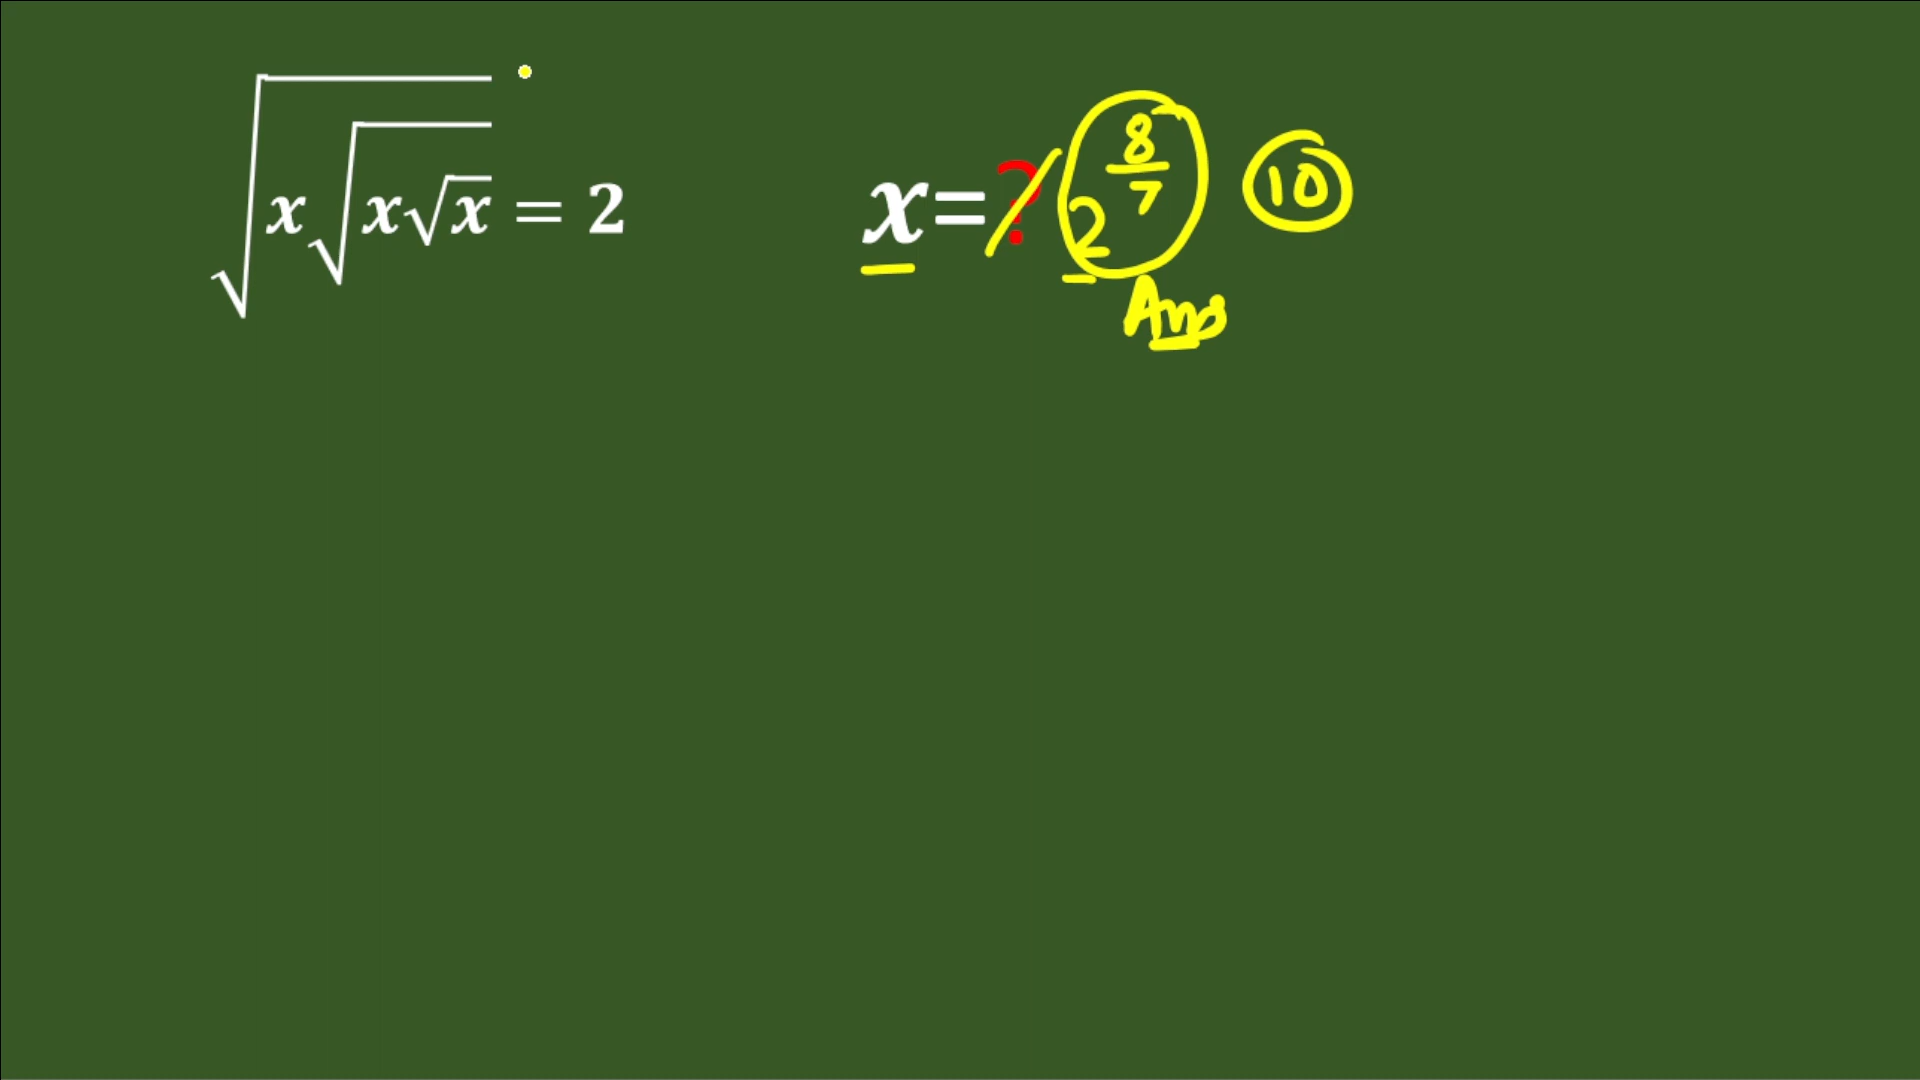 √x√x√x = 2
x=? 2^(8/7) 10
Ans